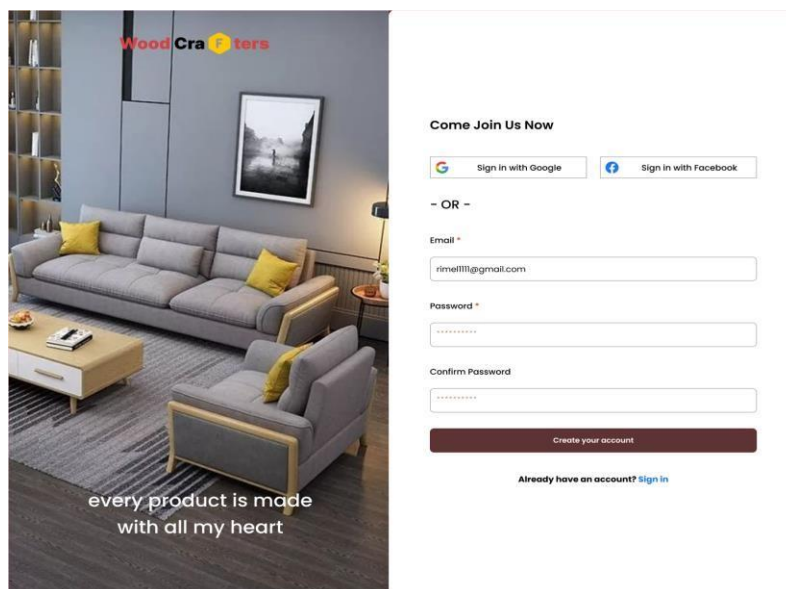 Wood CraFters
every product is made
with all my heart
Come Join Us Now
Sign in with Google
Sign in with Facebook
- OR -
Email *
rimel1111@gmail.com
Password *
**********
Confirm Password
**********
Create your account
Already have an account? Sign in